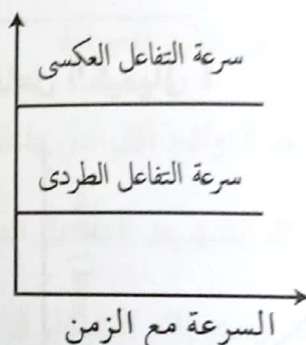 سرعة التفاعل العكسى
سرعة التفاعل الطردى
السرعة مع الزمن